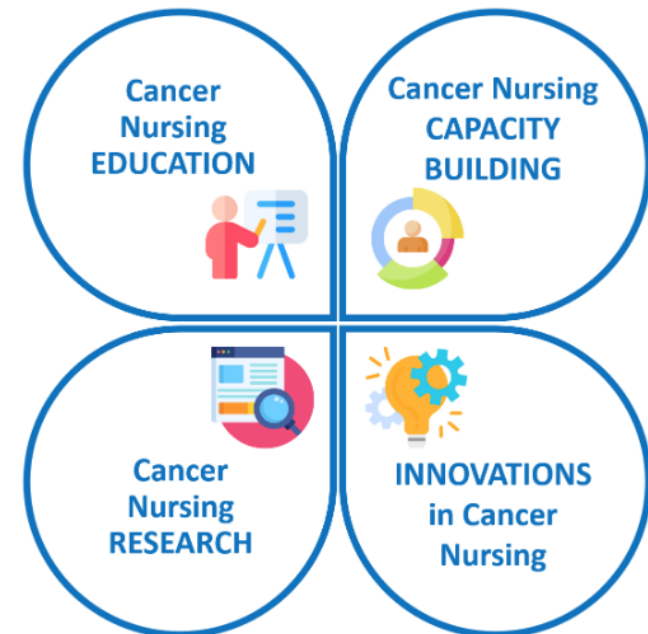 Cancer
Nursing
EDUCATION
Cancer Nursing
CAPACITY
BUILDING
Cancer
Nursing
RESEARCH
INNOVATIONS
in Cancer
Nursing